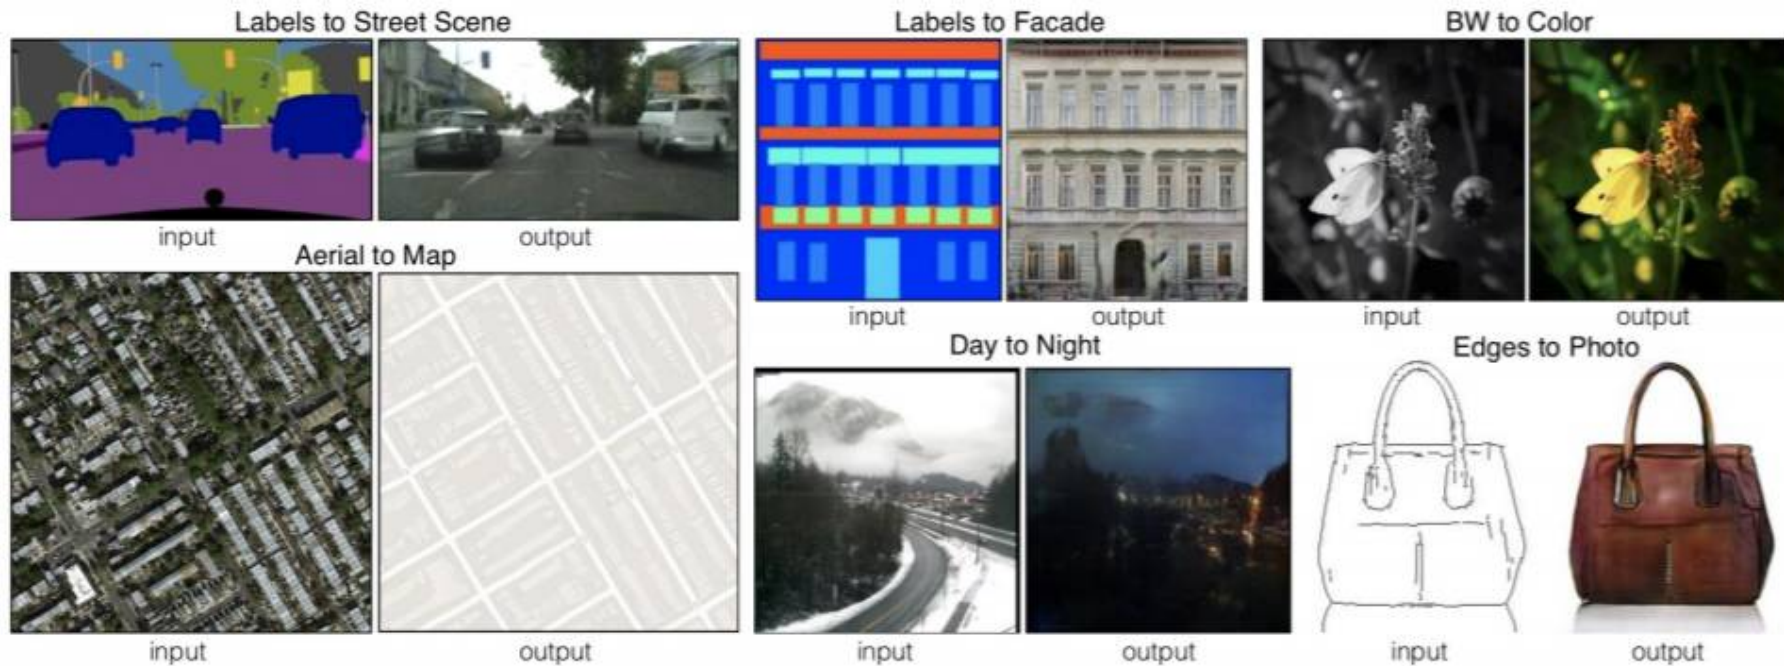 Labels to Street Scene
input
output
Aerial to Map
input
output
Labels to Facade
input
output
BW to Color
input
output
Day to Night
input
output
Edges to Photo
input
output